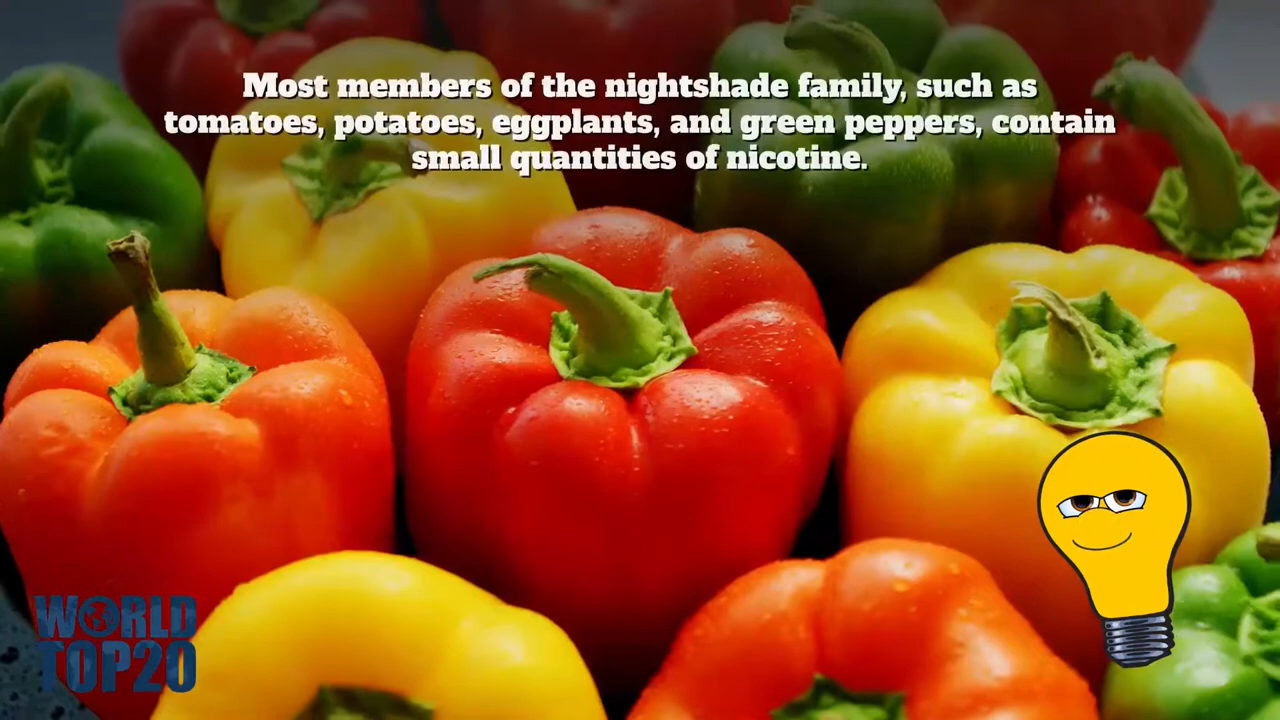 Most members of the nightshade family, such as
tomatoes, potatoes, eggplants, and green peppers, contain
small quantities of nicotine.
WORLD
TOP20